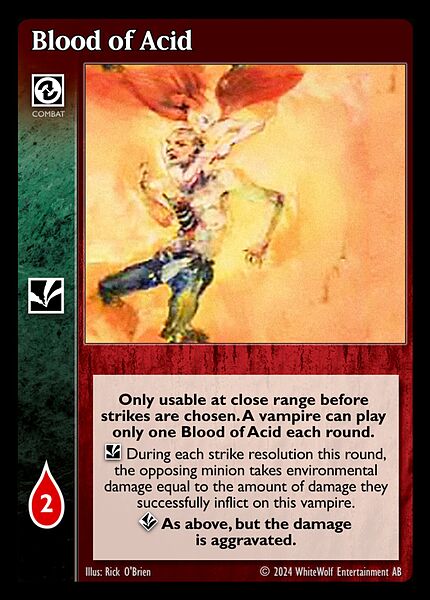 Blood of Acid
COMBAT
Only usable at close range before
strikes are chosen. A vampire can play
only one Blood of Acid each round.
During each strike resolution this round,
the opposing minion takes environmental
damage equal to the amount of damage they
successfully inflict on this vampire.
As above, but the damage
is aggravated.
2
Illus: Rick O'Brien
© 2024 WhiteWolf Entertainment AB